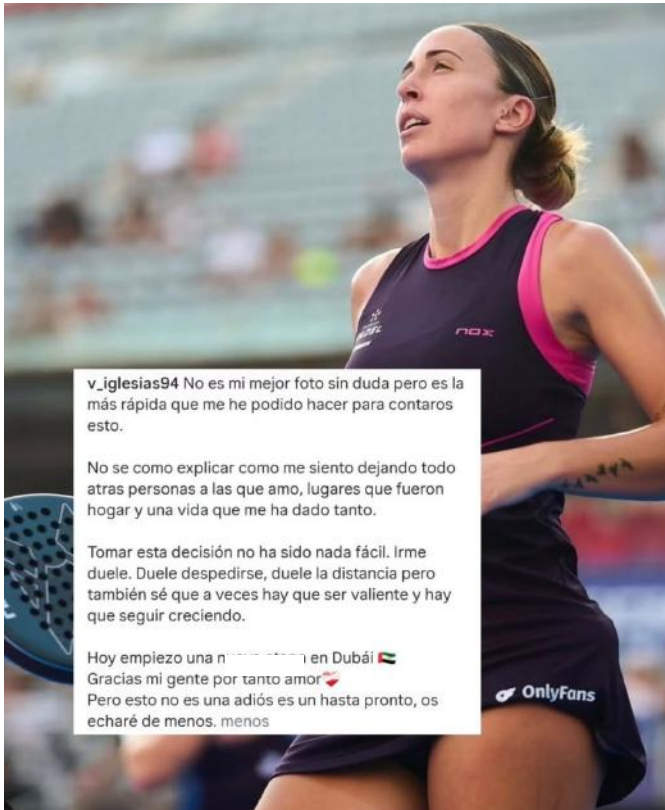 nox
v_iglesias94 No es mi mejor foto sin duda pero es la
más rápida que me he podido hacer para contaros
esto.
No se como explicar como me siento dejando todo
atras personas a las que amo, lugares que fueron
hogar y una vida que me ha dado tanto.
Tomar esta decisión no ha sido nada fácil. Irme
duele. Duele despedirse, duele la distancia pero
también sé que a veces hay que ser valiente y hay
que seguir creciendo.
Hoy empiezo una en Dubái 🇦🇪
Gracias mi gente por tanto amor❤️‍🩹
Pero esto no es una adiós es un hasta pronto, os
echaré de menos. menos
OnlyFans